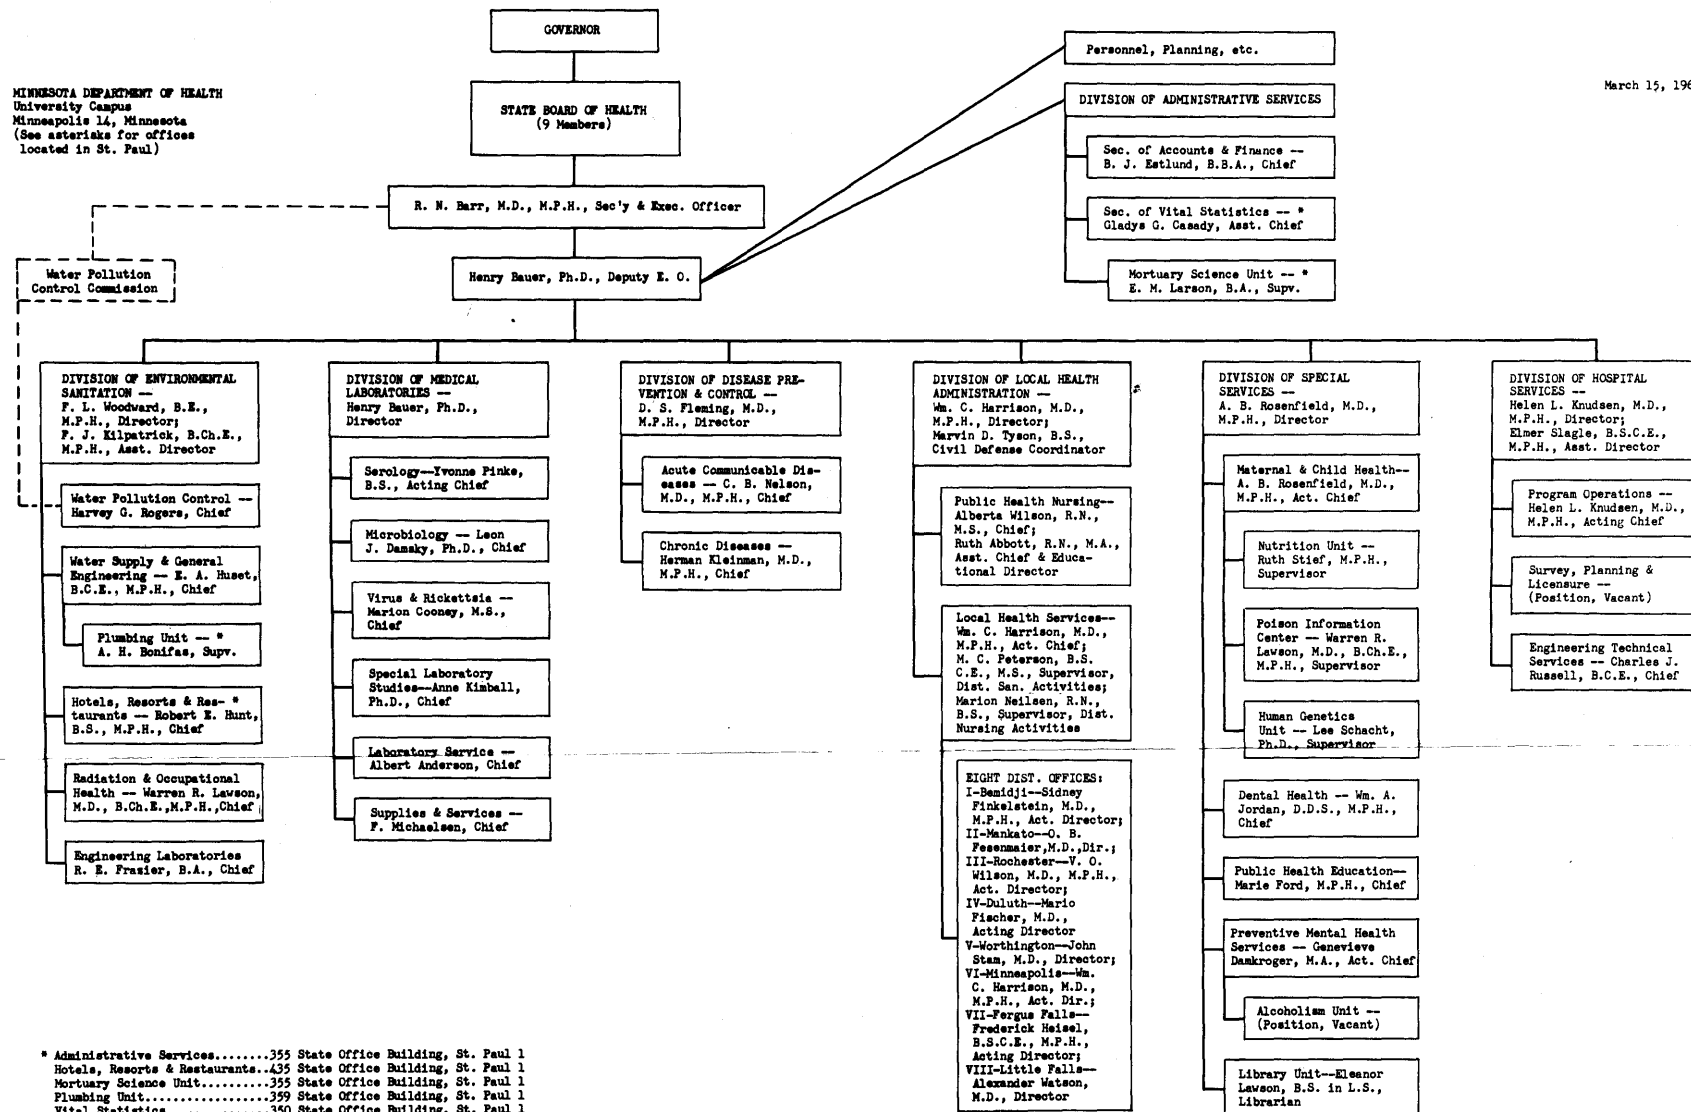 GOVERNOR
MINNESOTA DEPARTMENT OF HEALTH
University Campus
Minneapolis 14, Minnesota
(See asterisks for offices
located in St. Paul)
STATE BOARD OF HEALTH
(9 Members)
R. N. Barr, M.D., M.P.H., Sec'y & Exec. Officer
Henry Bauer, Ph.D., Deputy E. O.
Water Pollution
Control Commission
Personnel, Planning, etc.
DIVISION OF ADMINISTRATIVE SERVICES
Sec. of Accounts & Finance --
B. J. Estlund, B.B.A., Chief
Sec. of Vital Statistics -- *
Gladys G. Casady, Asst. Chief
Mortuary Science Unit -- *
E. M. Larson, B.A., Supv.
March 15, 196
DIVISION OF ENVIRONMENTAL
SANITATION --
F. L. Woodward, B.E.,
M.P.H., Director;
F. J. Kilpatrick, B.Ch.E.,
M.P.H., Asst. Director
Water Pollution Control --
Harvey G. Rogers, Chief
Water Supply & General
Engineering -- E. A. Huset,
B.C.E., M.P.H., Chief
Plumbing Unit -- *
A. H. Bonifas, Supv.
Hotels, Resorts & Res- *
taurants -- Robert E. Hunt,
B.S., M.P.H., Chief
Radiation & Occupational
Health -- Warren R. Lawson,
M.D., B.Ch.E.,M.P.H.,Chief
Engineering Laboratories
R. E. Frazier, B.A., Chief
DIVISION OF MEDICAL
LABORATORIES --
Henry Bauer, Ph.D.,
Director
Serology--Yvonne Pinke,
B.S., Acting Chief
Microbiology -- Leon
J. Damsky, Ph.D., Chief
Virus & Rickettsia --
Marion Cooney, M.S.,
Chief
Special Laboratory
Studies--Anne Kimball,
Ph.D., Chief
Laboratory Service --
Albert Anderson, Chief
Supplies & Services --
F. Michaelsen, Chief
DIVISION OF DISEASE PRE-
VENTION & CONTROL --
D. S. Fleming, M.D.,
M.P.H., Director
Acute Communicable Dis-
eases -- C. B. Nelson,
M.D., M.P.H., Chief
Chronic Diseases --
Herman Kleinman, M.D.,
M.P.H., Chief
DIVISION OF LOCAL HEALTH
ADMINISTRATION --
Wm. C. Harrison, M.D.,
M.P.H., Director;
Marvin D. Tyson, B.S.,
Civil Defense Coordinator
Public Health Nursing--
Alberta Wilson, R.N.,
M.S., Chief;
Ruth Abbott, R.N., M.A.,
Asst. Chief & Educa-
tional Director
Local Health Services--
Wm. C. Harrison, M.D.,
M.P.H., Act. Chief;
M. C. Peterson, B.S.
C.E., M.S., Supervisor,
Dist. San. Activities;
Marion Neilsen, R.N.,
B.S., Supervisor, Dist.
Nursing Activities
EIGHT DIST. OFFICES:
I-Bemidji--Sidney
Finkelstein, M.D.,
M.P.H., Act. Director;
II-Mankato--O. B.
Fesenmaier,M.D.,Dir.;
III-Rochester--V. O.
Wilson, M.D., M.P.H.,
Act. Director;
IV-Duluth--Mario
Fischer, M.D.,
Acting Director
V-Worthington--John
Stam, M.D., Director;
VI-Minneapolis--Wm.
C. Harrison, M.D.,
M.P.H., Act. Dir.;
VII-Fergus Falls--
Frederick Heisel,
B.S.C.E., M.P.H.,
Acting Director;
VIII-Little Falls--
Alexander Watson,
M.D., Director
DIVISION OF SPECIAL
SERVICES --
A. B. Rosenfield, M.D.,
M.P.H., Director
Maternal & Child Health--
A. B. Rosenfield, M.D.,
M.P.H., Act. Chief
Nutrition Unit --
Ruth Stief, M.P.H.,
Supervisor
Poison Information
Center -- Warren R.
Lawson, M.D., B.Ch.E.,
M.P.H., Supervisor
Human Genetics
Unit -- Lee Schacht,
Ph.D., Supervisor
Dental Health -- Wm. A.
Jordan, D.D.S., M.P.H.,
Chief
Public Health Education--
Marie Ford, M.P.H., Chief
Preventive Mental Health
Services -- Genevieve
Damkroger, M.A., Act. Chief
Alcoholism Unit --
(Position, Vacant)
Library Unit--Eleanor
Lawson, B.S. in L.S.,
Librarian
DIVISION OF HOSPITAL
SERVICES --
Helen L. Knudsen, M.D.,
M.P.H., Director;
Elmer Slagle, B.S.C.E.,
M.P.H., Asst. Director
Program Operations --
Helen L. Knudsen, M.D.,
M.P.H., Acting Chief
Survey, Planning &
Licensure --
(Position, Vacant)
Engineering Technical
Services -- Charles J.
Russell, B.C.E., Chief
* Administrative Services........355 State Office Building, St. Paul 1
Hotels, Resorts & Restaurants..435 State Office Building, St. Paul 1
Mortuary Science Unit..........355 State Office Building, St. Paul 1
Plumbing Unit..................359 State Office Building, St. Paul 1
Vital Statistics...............350 State Office Building, St. Paul 1